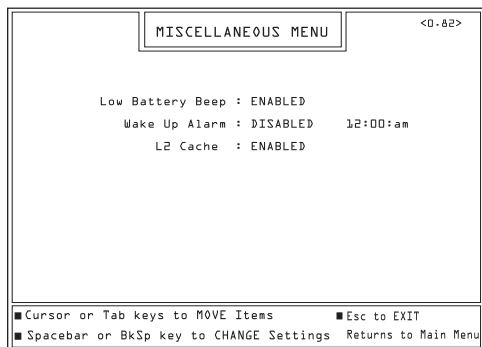 MISCELLANEOUS MENU <0.82>
Low Battery Beep : ENABLED
Wake Up Alarm : DISABLED 12:00:am
L2 Cache : ENABLED
■ Cursor or Tab keys to MOVE Items ■ Esc to EXIT
■ Spacebar or BkSp key to CHANGE Settings Returns to Main Menu